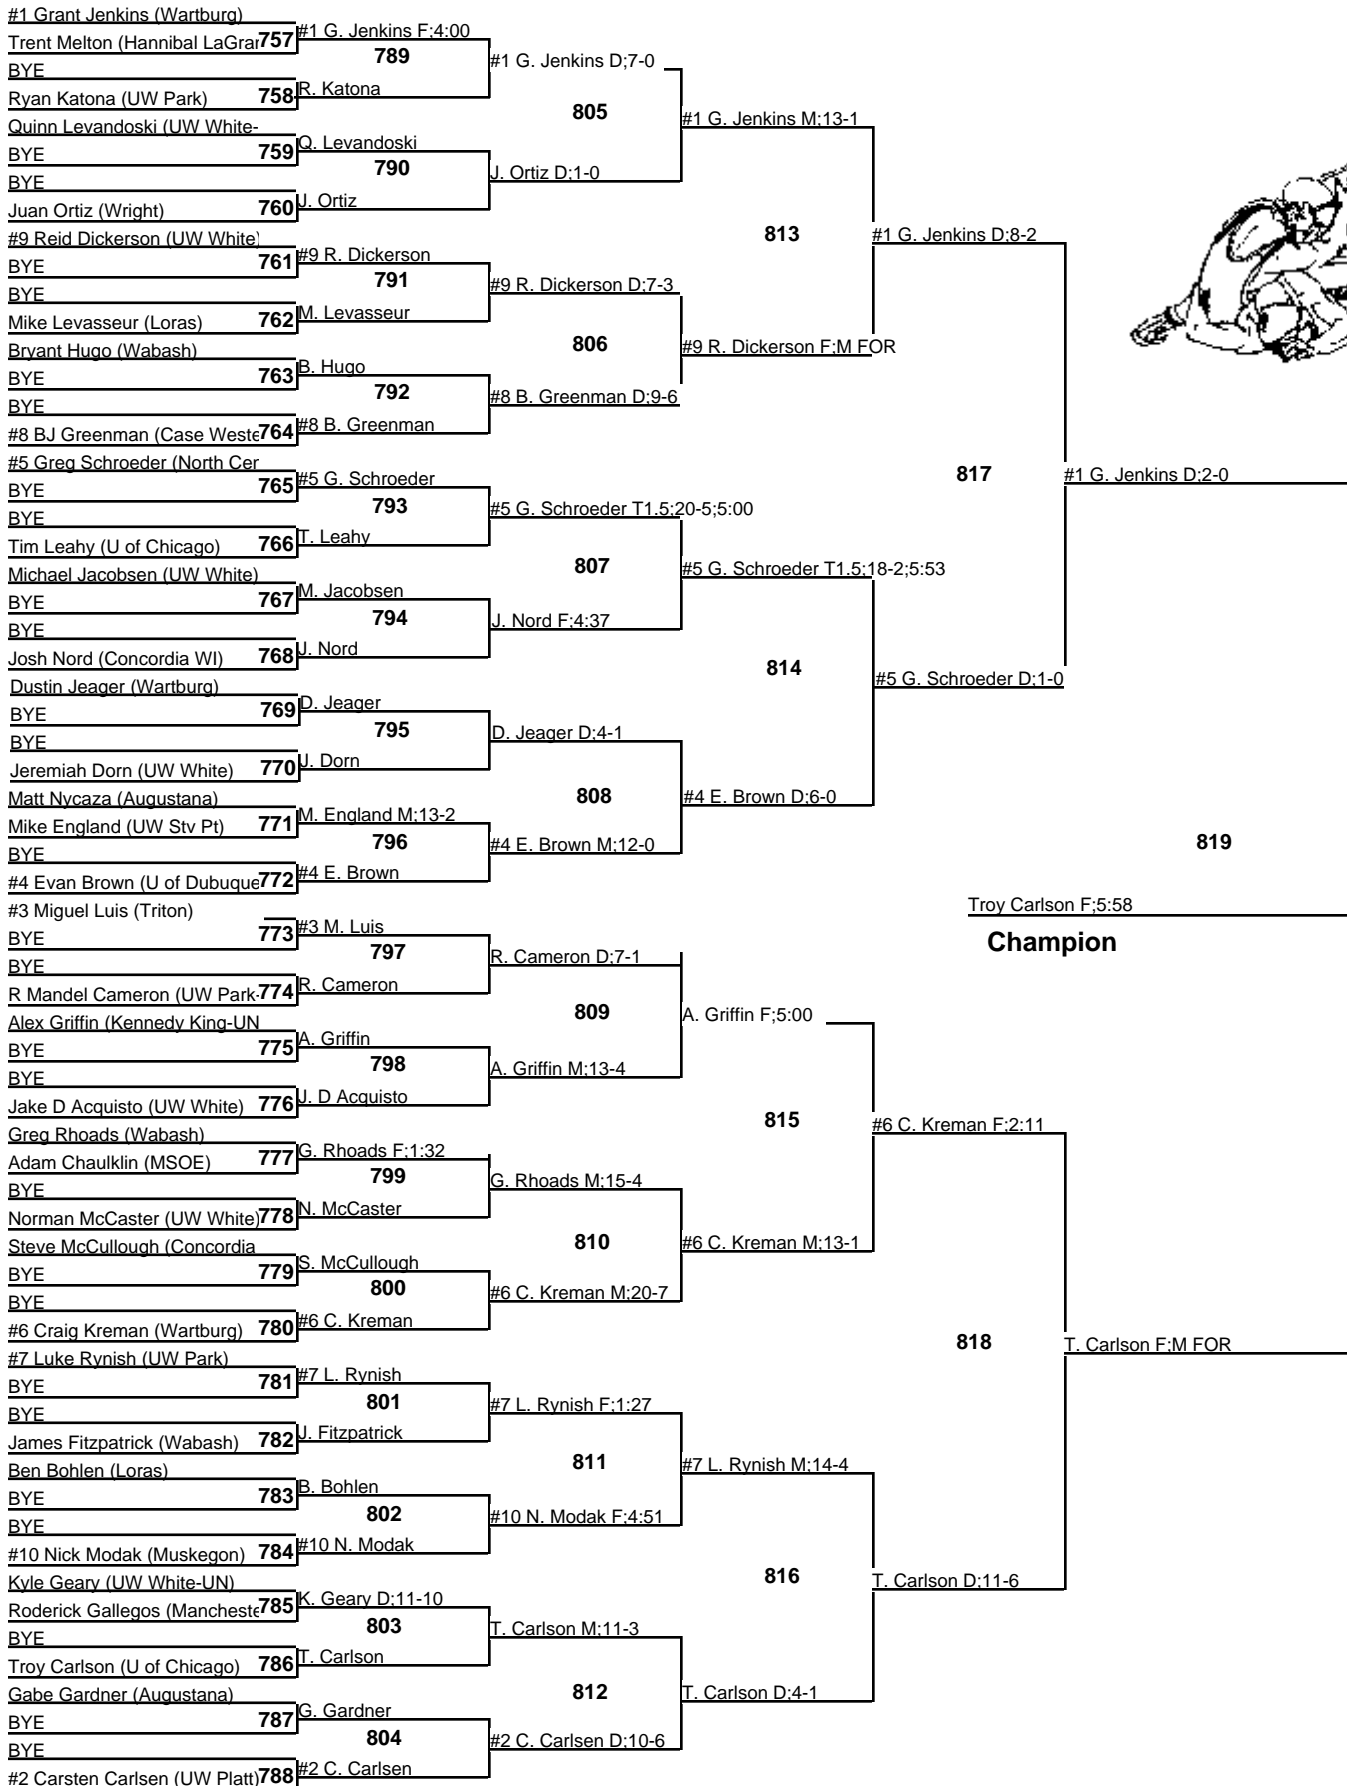 #1 Grant Jenkins (Wartburg)
Trent Melton (Hannibal LaGrar
757
#1 G. Jenkins F;4:00
789
#1 G. Jenkins D;7-0
BYE
Ryan Katona (UW Park)
758
R. Katona
805
#1 G. Jenkins M;13-1
Quinn Levandoski (UW White-
BYE
759
Q. Levandoski
790
J. Ortiz D;1-0
BYE
Juan Ortiz (Wright)
760
J. Ortiz
813
#1 G. Jenkins D;8-2
#9 Reid Dickerson (UW White)
BYE
761
#9 R. Dickerson
791
#9 R. Dickerson D;7-3
BYE
Mike Levasseur (Loras)
762
M. Levasseur
806
#9 R. Dickerson F;M FOR
Bryant Hugo (Wabash)
BYE
763
B. Hugo
792
#8 B. Greenman D;9-6
BYE
#8 BJ Greenman (Case Weste
764
#8 B. Greenman
817
#1 G. Jenkins D;2-0
#5 Greg Schroeder (North Cer
BYE
765
#5 G. Schroeder
793
#5 G. Schroeder T1.5;20-5;5:00
BYE
Tim Leahy (U of Chicago)
766
T. Leahy
807
#5 G. Schroeder T1.5;18-2;5:53
Michael Jacobsen (UW White)
BYE
767
M. Jacobsen
794
J. Nord F;4:37
BYE
Josh Nord (Concordia WI)
768
J. Nord
814
#5 G. Schroeder D;1-0
Dustin Jeager (Wartburg)
BYE
769
D. Jeager
795
D. Jeager D;4-1
BYE
Jeremiah Dorn (UW White)
770
J. Dorn
808
#4 E. Brown D;6-0
Matt Nycaza (Augustana)
Mike England (UW Stv Pt)
771
M. England M;13-2
796
#4 E. Brown M;12-0
BYE
#4 Evan Brown (U of Dubuque
772
#4 E. Brown
819
Troy Carlson F;5:58
Champion
#3 Miguel Luis (Triton)
BYE
773
#3 M. Luis
797
R. Cameron D;7-1
BYE
R Mandel Cameron (UW Park-
774
R. Cameron
809
A. Griffin F;5:00
Alex Griffin (Kennedy King-UN
BYE
775
A. Griffin
798
A. Griffin M;13-4
BYE
Jake D Acquisto (UW White)
776
J. D Acquisto
815
#6 C. Kreman F;2:11
Greg Rhoads (Wabash)
Adam Chaulklin (MSOE)
777
G. Rhoads F;1:32
799
G. Rhoads M;15-4
BYE
Norman McCaster (UW White)
778
N. McCaster
810
#6 C. Kreman M;13-1
Steve McCullough (Concordia
BYE
779
S. McCullough
800
#6 C. Kreman M;20-7
BYE
#6 Craig Kreman (Wartburg)
780
#6 C. Kreman
818
T. Carlson F;M FOR
#7 Luke Rynish (UW Park)
BYE
781
#7 L. Rynish
801
#7 L. Rynish F;1:27
BYE
James Fitzpatrick (Wabash)
782
J. Fitzpatrick
811
#7 L. Rynish M;14-4
Ben Bohlen (Loras)
BYE
783
B. Bohlen
802
#10 N. Modak F;4:51
BYE
#10 Nick Modak (Muskegon)
784
#10 N. Modak
816
T. Carlson D;11-6
Kyle Geary (UW White-UN)
Roderick Gallegos (Mancheste
785
K. Geary D;11-10
803
T. Carlson M;11-3
BYE
Troy Carlson (U of Chicago)
786
T. Carlson
812
T. Carlson D;4-1
Gabe Gardner (Augustana)
BYE
787
G. Gardner
804
#2 C. Carlsen D;10-6
BYE
#2 Carsten Carlsen (UW Platt)
788
#2 C. Carlsen